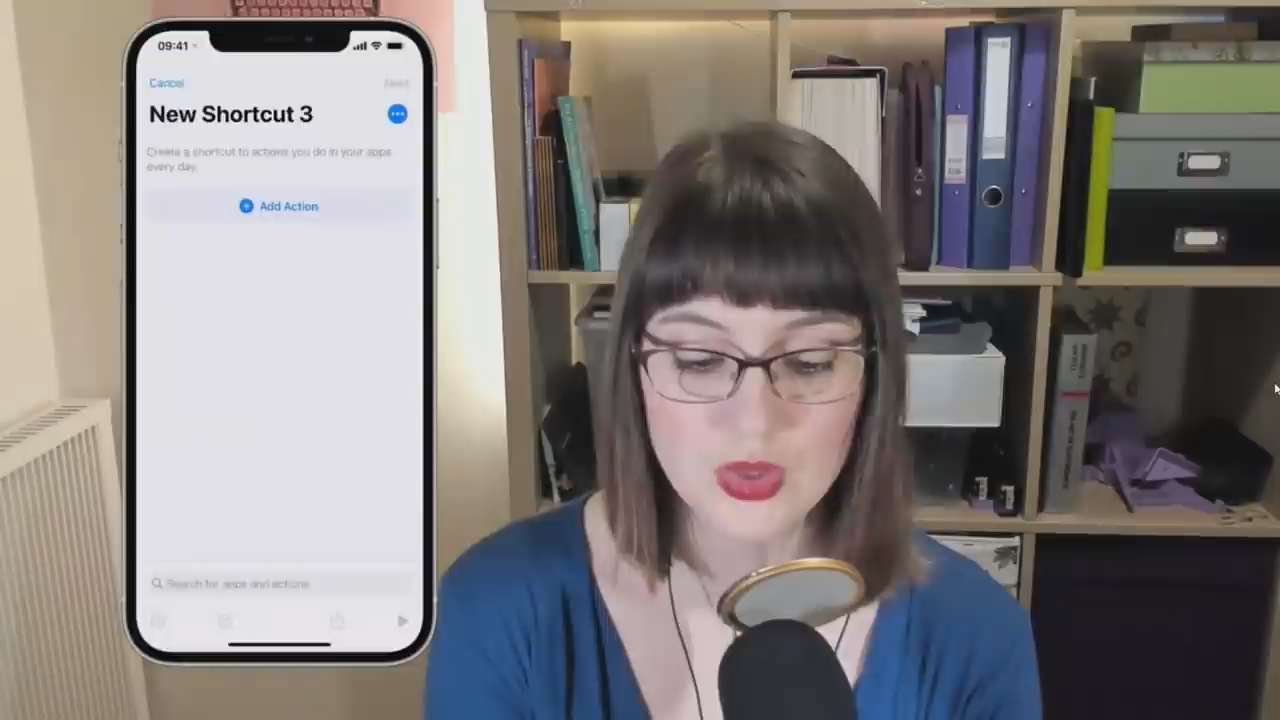 09:41
Cancel
Next
New Shortcut 3
Create a shortcut to actions you do in your apps
every day.
Add Action
Search for apps and actions